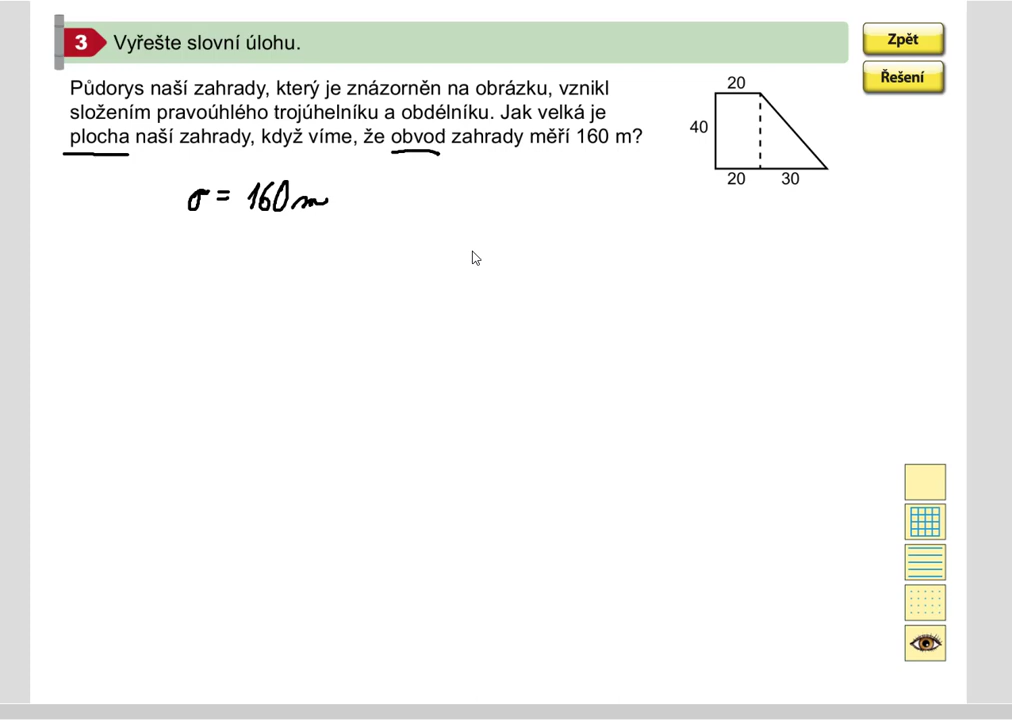 3 Vyřešte slovní úlohu.
Zpět
Řešení
Půdorys naší zahrady, který je znázorněn na obrázku, vznikl
složením pravoúhlého trojúhelníku a obdélníku. Jak velká je
plocha naší zahrady, když víme, že obvod zahrady měří 160 m?
20
40
20 30
σ = 160 m